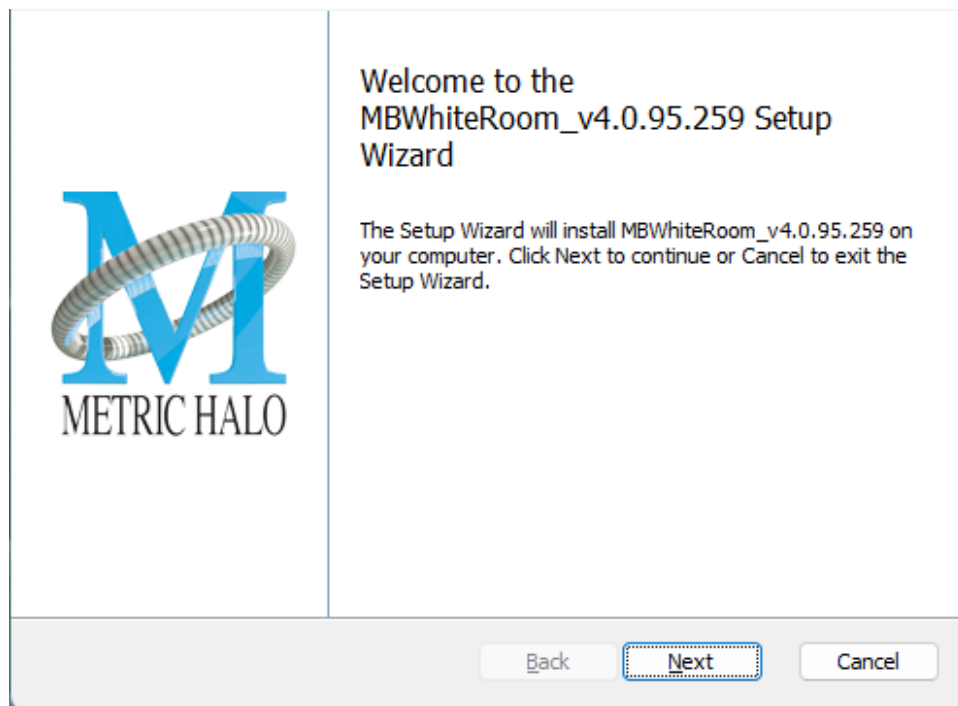 Welcome to the
MBWhiteRoom_v4.0.95.259 Setup
Wizard
The Setup Wizard will install MBWhiteRoom_v4.0.95.259 on
your computer. Click Next to continue or Cancel to exit the
Setup Wizard.
METRIC HALO
Back
Next
Cancel